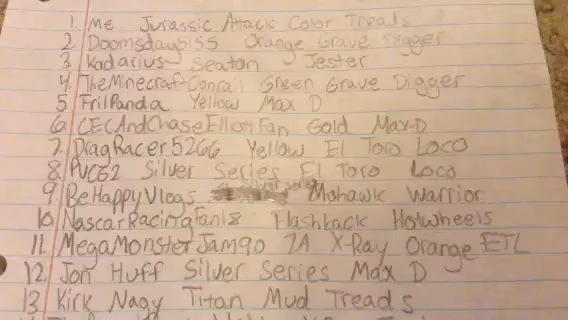 1. Me Jurassic Attack Color Treads
2 Doomsday5155 Orange Grave Digger
3 Kadarius Seaton Jester
4. TheMinecraftConrai Green Grave Digger
5 FrilPanda Yellow Max D
6. CECAndChaseElliottFan Gold Max-D
7. DragRacer5266 Yellow El Toro Loco
8. PVC62 Silver Series El Toro Loco
9. BeHappyVlogs Mohawk Warrior
10. NascarRacingfan18 Flashback Hotwheels
11. MegaMonsterJam90 7A X-Ray Orange ETL
12. Jon Huff Silver Series Max D
13 Kirk Nagy Titan Mud Treads